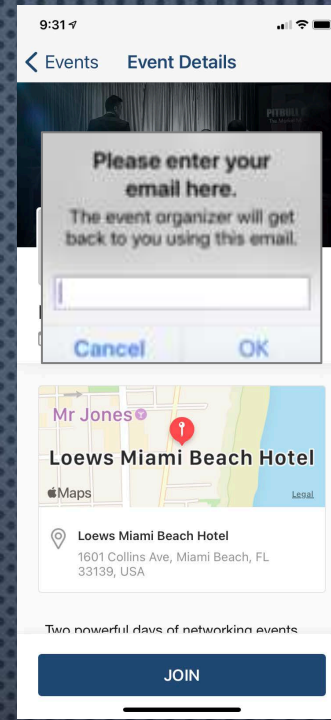 9:31
Events Event Details
PITBULL
Please enter your
email here.
The event organizer will get
back to you using this email.
Cancel OK
Mr Jones
Loews Miami Beach Hotel
Maps Legal
Loews Miami Beach Hotel
1601 Collins Ave, Miami Beach, FL
33139, USA
Two powerful days of networking events
JOIN